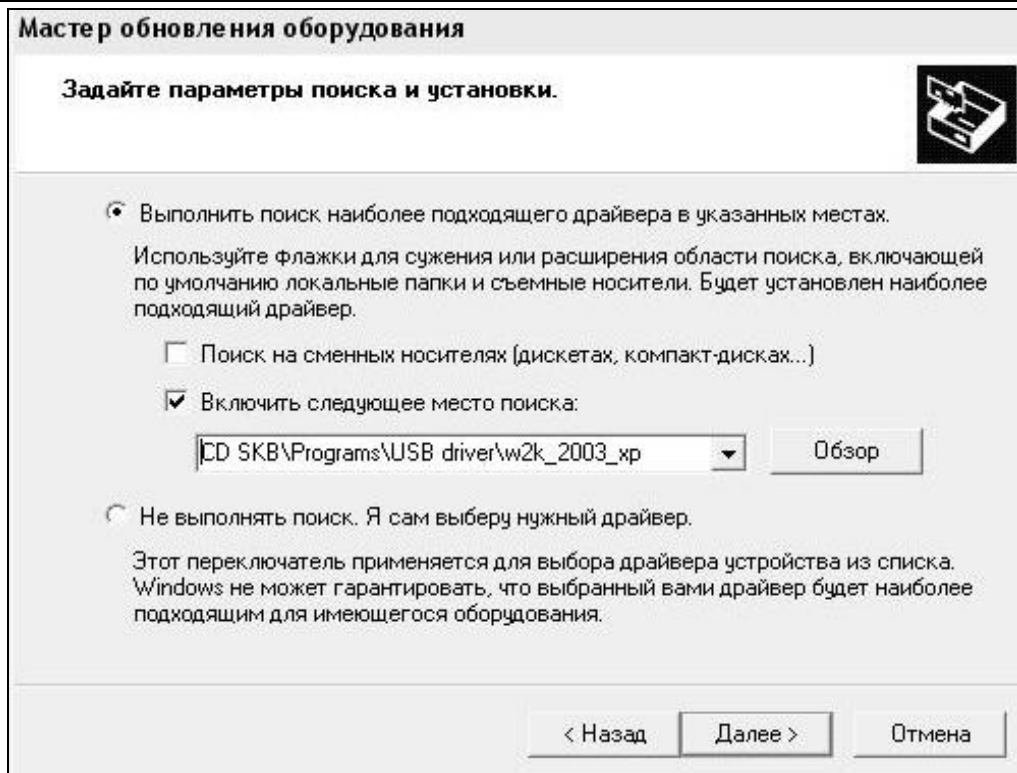 Мастер обновления оборудования
Задайте параметры поиска и установки.
Выполнить поиск наиболее подходящего драйвера в указанных местах.
Используйте флажки для сужения или расширения области поиска, включающей
по умолчанию локальные папки и съемные носители. Будет установлен наиболее
подходящий драйвер.
Поиск на сменных носителях (дискетах, компакт-дисках...)
Включить следующее место поиска:
CD SKB\Programs\USB driver\w2k_2003_xp
Обзор
Не выполнять поиск. Я сам выберу нужный драйвер.
Этот переключатель применяется для выбора драйвера устройства из списка.
Windows не может гарантировать, что выбранный вами драйвер будет наиболее
подходящим для имеющегося оборудования.
< Назад
Далее >
Отмена